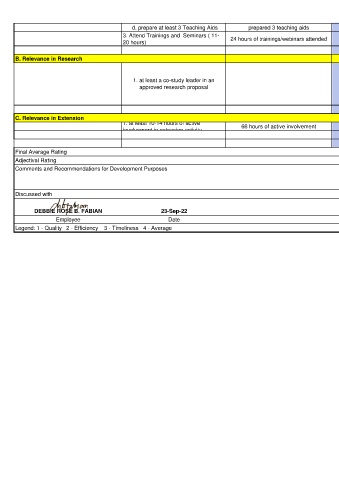 d. prepare at least 3 Teaching Aids prepared 3 teaching aids
3. Attend Trainings and Seminars ( 11-
20 hours) 24 hours of trainings/webinars attended
B. Relevance in Research
1. at least a co-study leader in an
approved research proposal
C. Relevance in Extension
1. at least 10-14 hours of active
involvement in extension activity 66 hours of active involvement
Final Average Rating
Adjectival Rating
Comments and Recommendations for Development Purposes
Discussed with
DEBBIE ROSE B. FABIAN 23-Sep-22
Employee Date
Legend: 1 - Quality 2 - Efficiency 3 - Timeliness 4 - Average